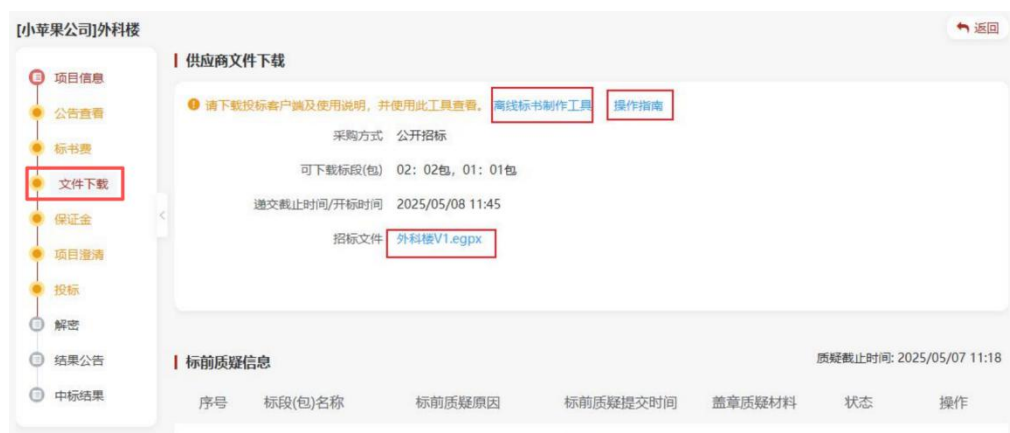 [小苹果公司]外科楼
返回
项目信息
公告查看
标书费
文件下载
保证金
项目澄清
投标
解密
结果公告
中标结果
供应商文件下载
请下载投标客户端及使用说明，并使用此工具查看。 离线标书制作工具 操作指南
采购方式 公开招标
可下载标段(包) 02：02包，01：01包
递交截止时间/开标时间 2025/05/08 11:45
招标文件 外科楼V1.egpx
标前质疑信息 质疑截止时间: 2025/05/07 11:18
序号 标段(包)名称 标前质疑原因 标前质疑提交时间 盖章质疑材料 状态 操作